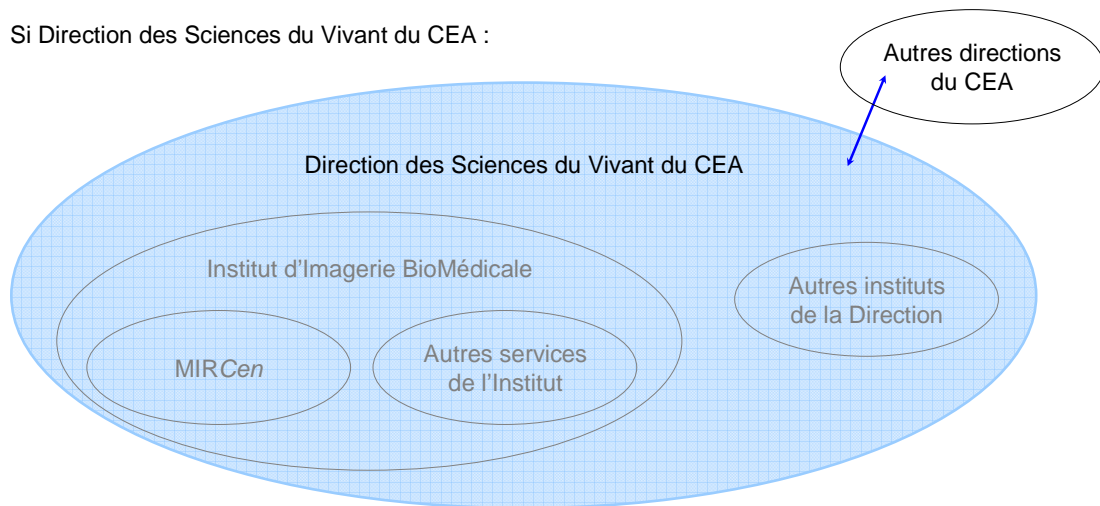 Si Direction des Sciences du Vivant du CEA :
Autres directions
du CEA
Direction des Sciences du Vivant du CEA
Institut d'Imagerie BioMédicale
Autres instituts
de la Direction
MIRCen
Autres services
de l'Institut